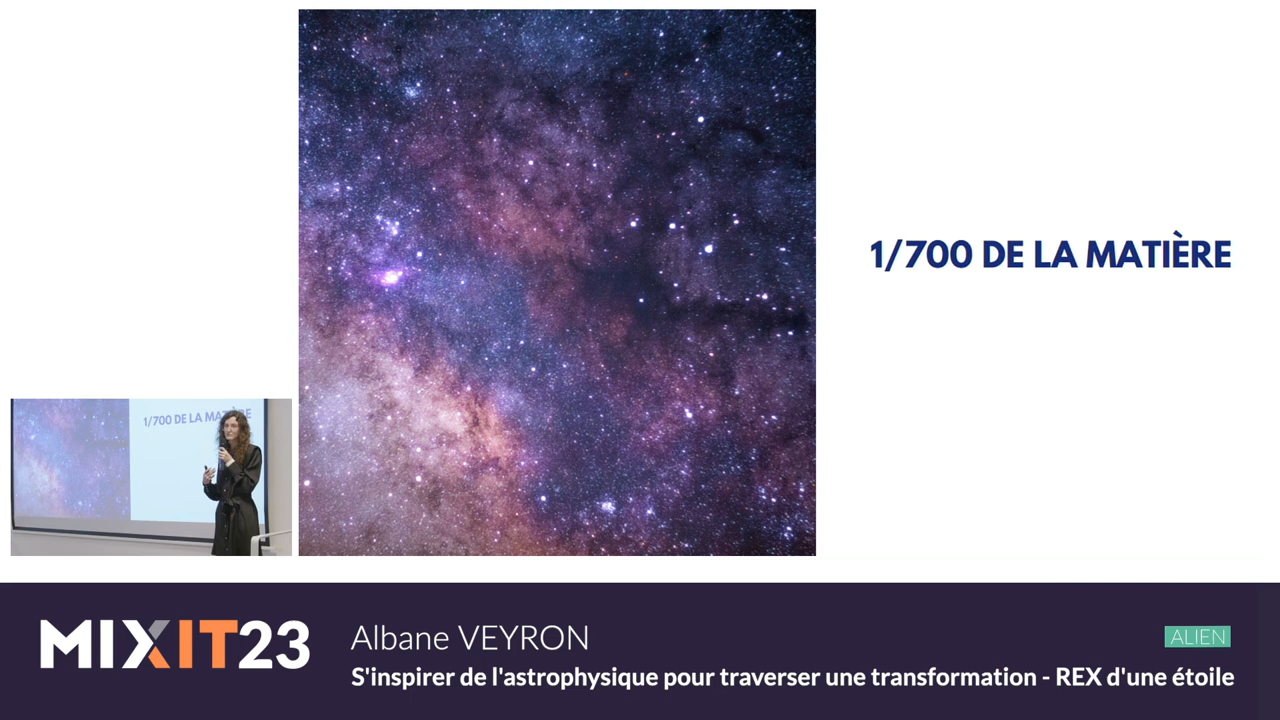 1/700 DE LA MATIÈRE
1/700 DE LA MATIÈRE
MIXIT23
Albane VEYRON
ALIEN
S'inspirer de l'astrophysique pour traverser une transformation - REX d'une étoile